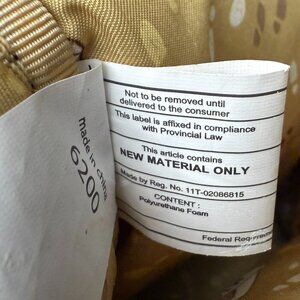 made in china
6200
Not to be removed until
delivered to the consumer
This label is affixed in compliance
with Provincial Law
This article contains
NEW MATERIAL ONLY
Made by Reg. No. 11T-02086815
CONTENT :
Polyurethane Foam
Federal Requirement